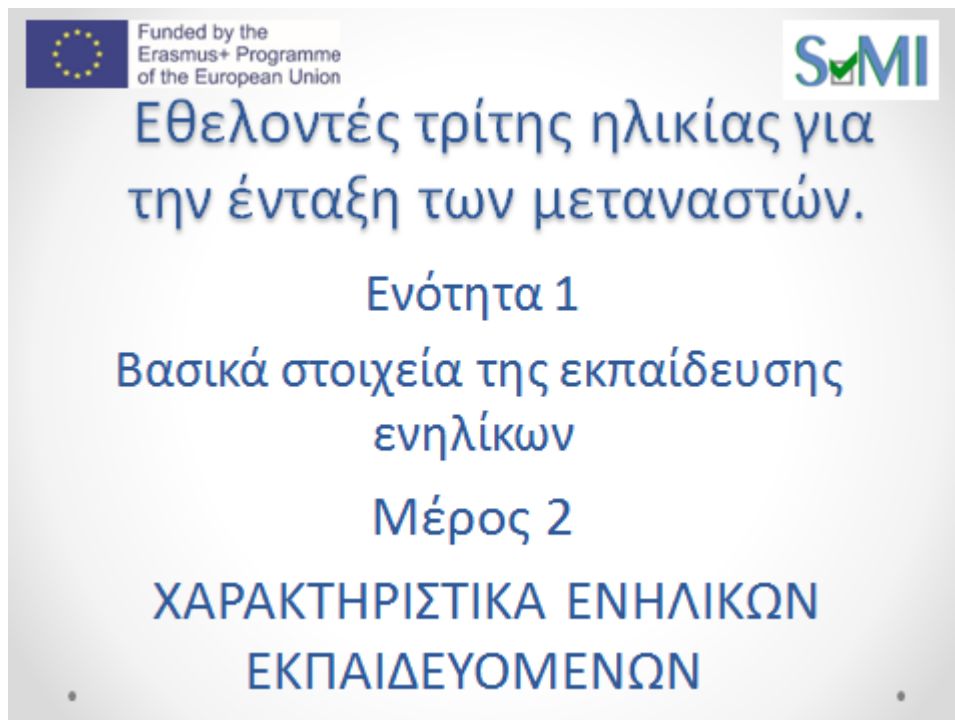 Funded by the
Erasmus+ Programme
of the European Union
SvMI
Εθελοντές τρίτης ηλικίας για
την ένταξη των μεταναστών.
Ενότητα 1
Βασικά στοιχεία της εκπαίδευσης
ενηλίκων
Μέρος 2
ΧΑΡΑΚΤΗΡΙΣΤΙΚΑ ΕΝΗΛΙΚΩΝ
ΕΚΠΑΙΔΕΥΟΜΕΝΩΝ